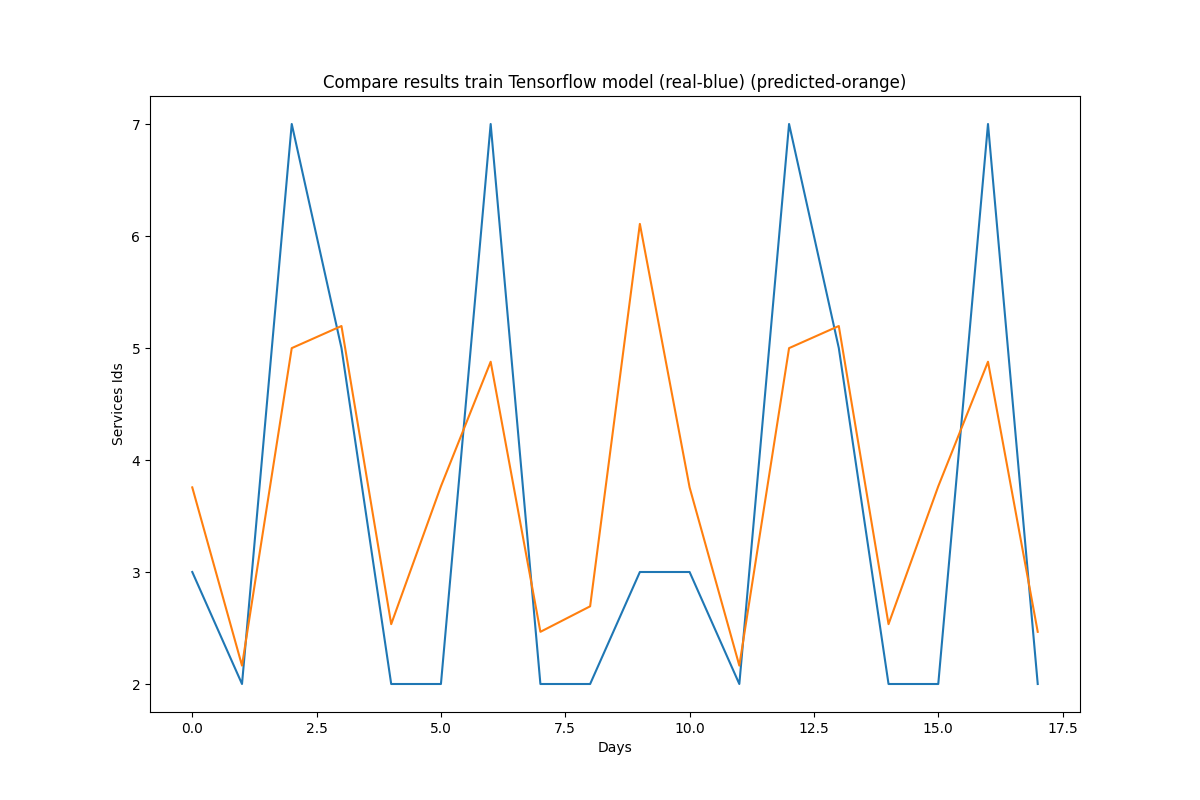 Compare results train Tensorflow model (real-blue) (predicted-orange)
7
6
5
4
3
2
Services Ids
0.0 2.5 5.0 7.5 10.0 12.5 15.0 17.5
Days